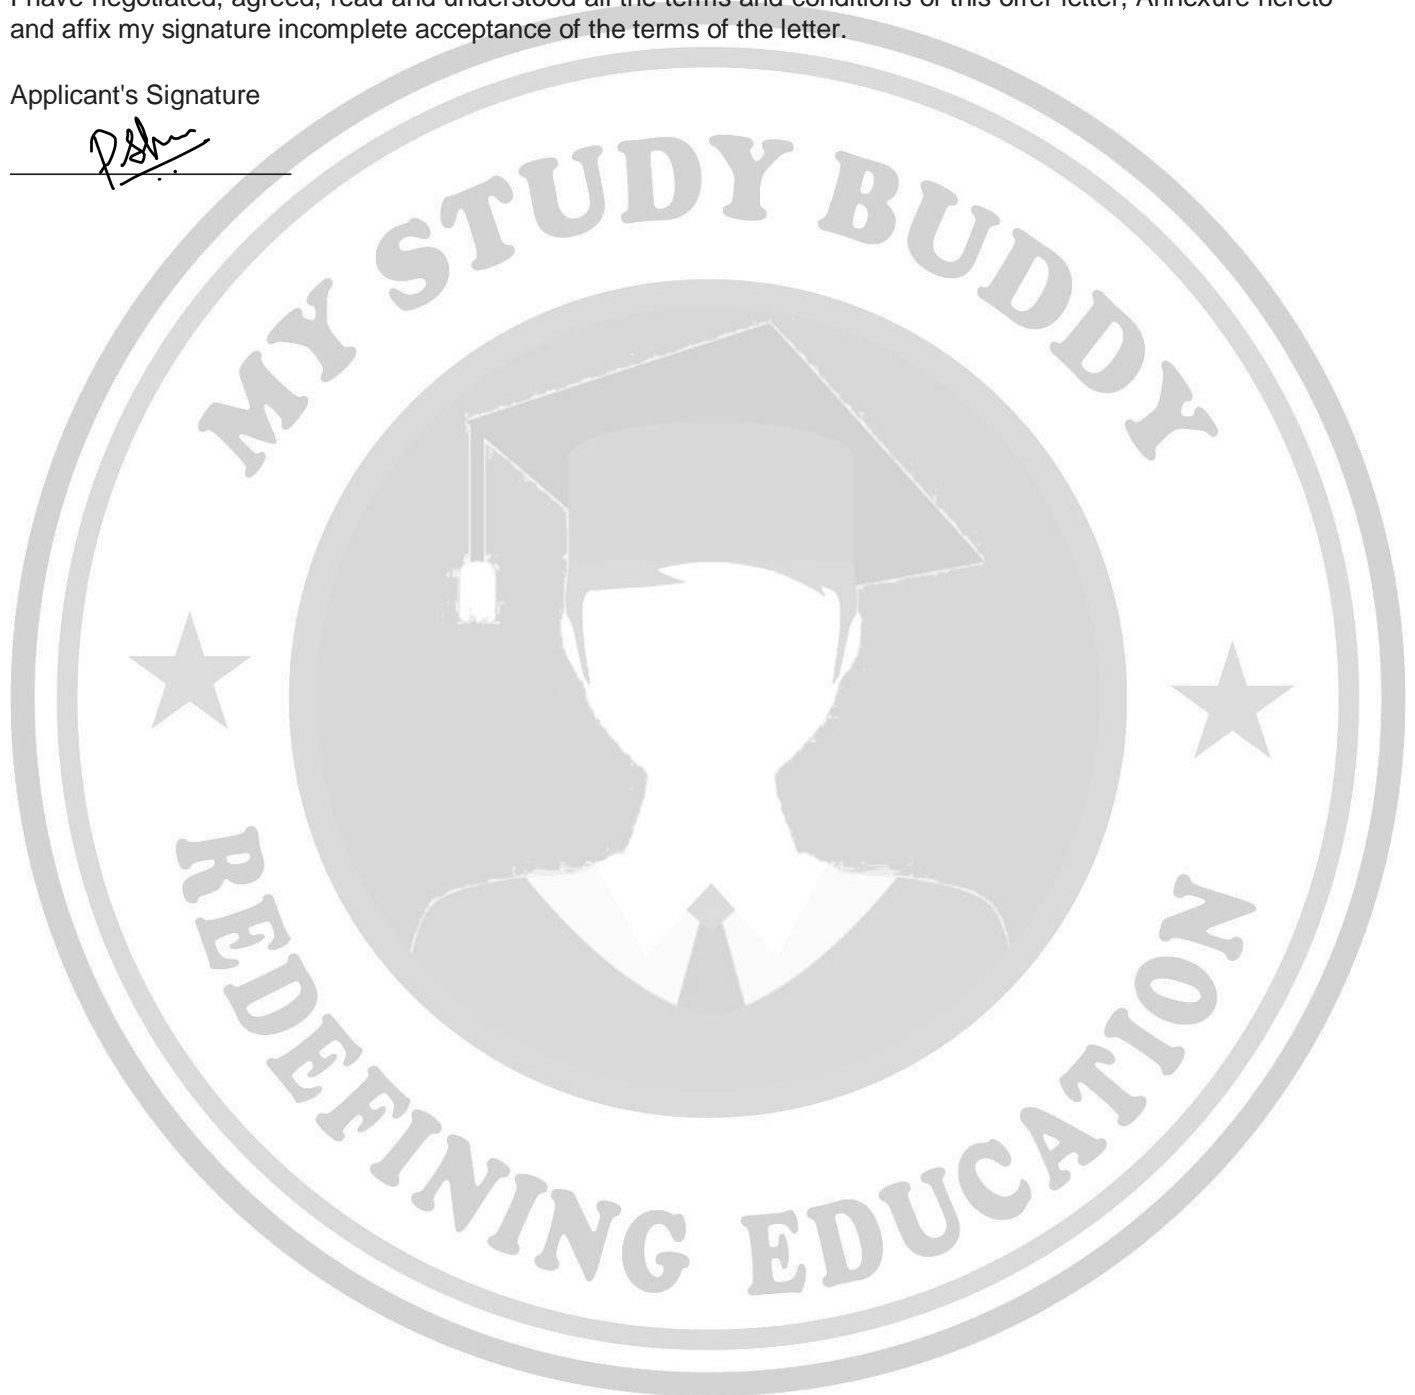 I have negotiated, agreed, read and understood all the terms and conditions of this offer letter, Annexure hereto
and affix my signature incomplete acceptance of the terms of the letter.
Applicant's Signature
MY STUDY BUDDY
REDEFINING EDUCATION